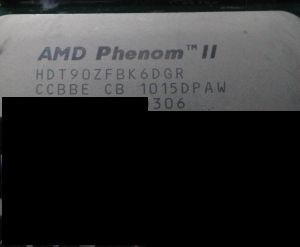 AMD Phenom™ II
HDT90ZFBK6DGR
CCBBE CB 1015DPAW
306